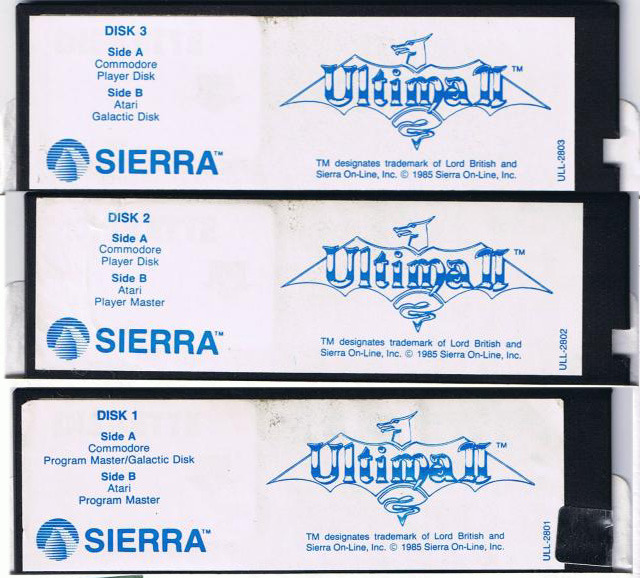 DISK 3
Side A
Commodore
Player Disk
Side B
Atari
Galactic Disk
SIERRA™
Ultima II™
TM designates trademark of Lord British and
Sierra On-Line, Inc. © 1985 Sierra On-Line, Inc.
ULL-2803
DISK 2
Side A
Commodore
Player Disk
Side B
Atari
Player Master
SIERRA™
Ultima II™
TM designates trademark of Lord British and
Sierra On-Line, Inc. © 1985 Sierra On-Line, Inc.
ULL-2802
DISK 1
Side A
Commodore
Program Master/Galactic Disk
Side B
Atari
Program Master
SIERRA™
Ultima II™
TM designates trademark of Lord British and
Sierra On-Line, Inc. © 1985 Sierra On-Line, Inc.
ULL-2801